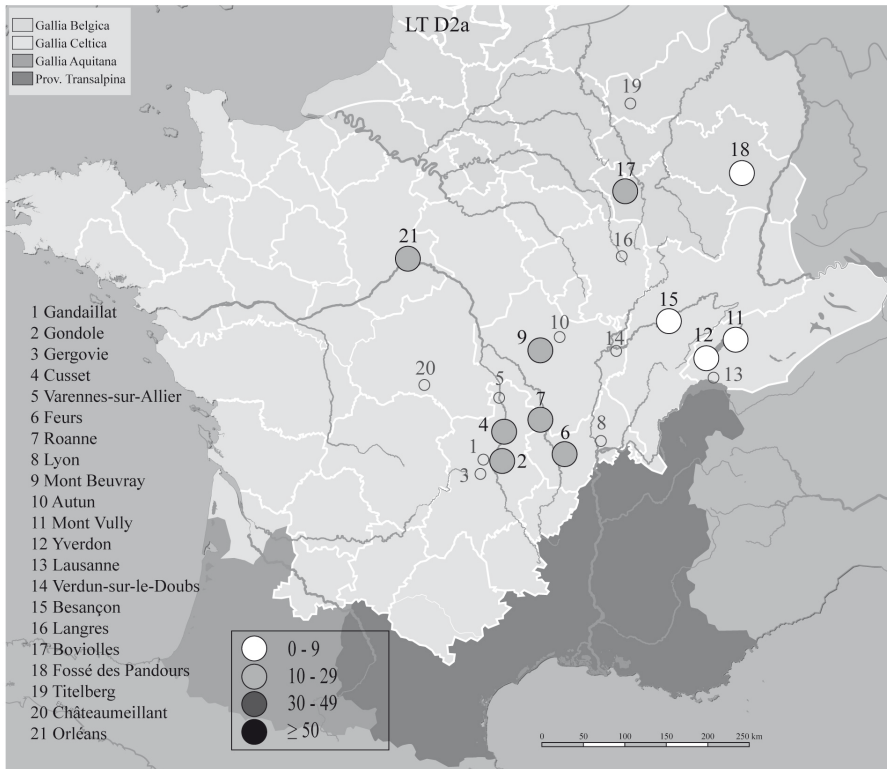 LT D2a
Gallia Belgica
Gallia Celtica
Gallia Aquitana
Prov. Transalpina
19
18
17
16
21
15
11
10
14
12
9
13
20
5
7
4
8
6
1
2
3
1 Gandaillat
2 Gondole
3 Gergovie
4 Cusset
5 Varennes-sur-Allier
6 Feurs
7 Roanne
8 Lyon
9 Mont Beuvray
10 Autun
11 Mont Vully
12 Yverdon
13 Lausanne
14 Verdun-sur-le-Doubs
15 Besançon
16 Langres
17 Boviolles
18 Fossé des Pandours
19 Titelberg
20 Châteaumeillant
21 Orléans
0 - 9
10 - 29
30 - 49
≥ 50
0 50 100 150 200 250 km